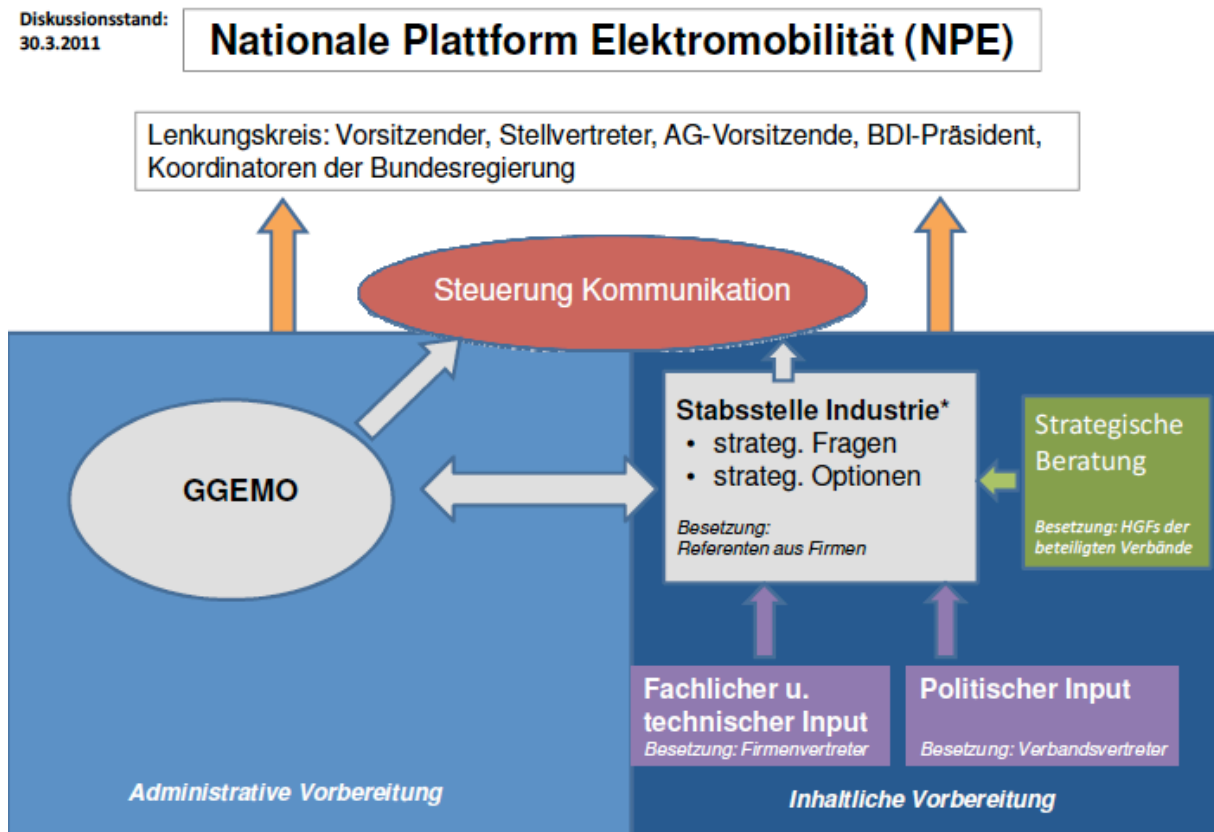 Diskussionsstand:
30.3.2011
Nationale Plattform Elektromobilität (NPE)
Lenkungskreis: Vorsitzender, Stellvertreter, AG-Vorsitzende, BDI-Präsident,
Koordinatoren der Bundesregierung
Steuerung Kommunikation
GGEMO
Stabsstelle Industrie*
• strateg. Fragen
• strateg. Optionen
Besetzung:
Referenten aus Firmen
Strategische
Beratung
Besetzung: HGFs der
beteiligten Verbände
Fachlicher u.
technischer Input
Besetzung: Firmenvertreter
Politischer Input
Besetzung: Verbandsvertreter
Administrative Vorbereitung
Inhaltliche Vorbereitung